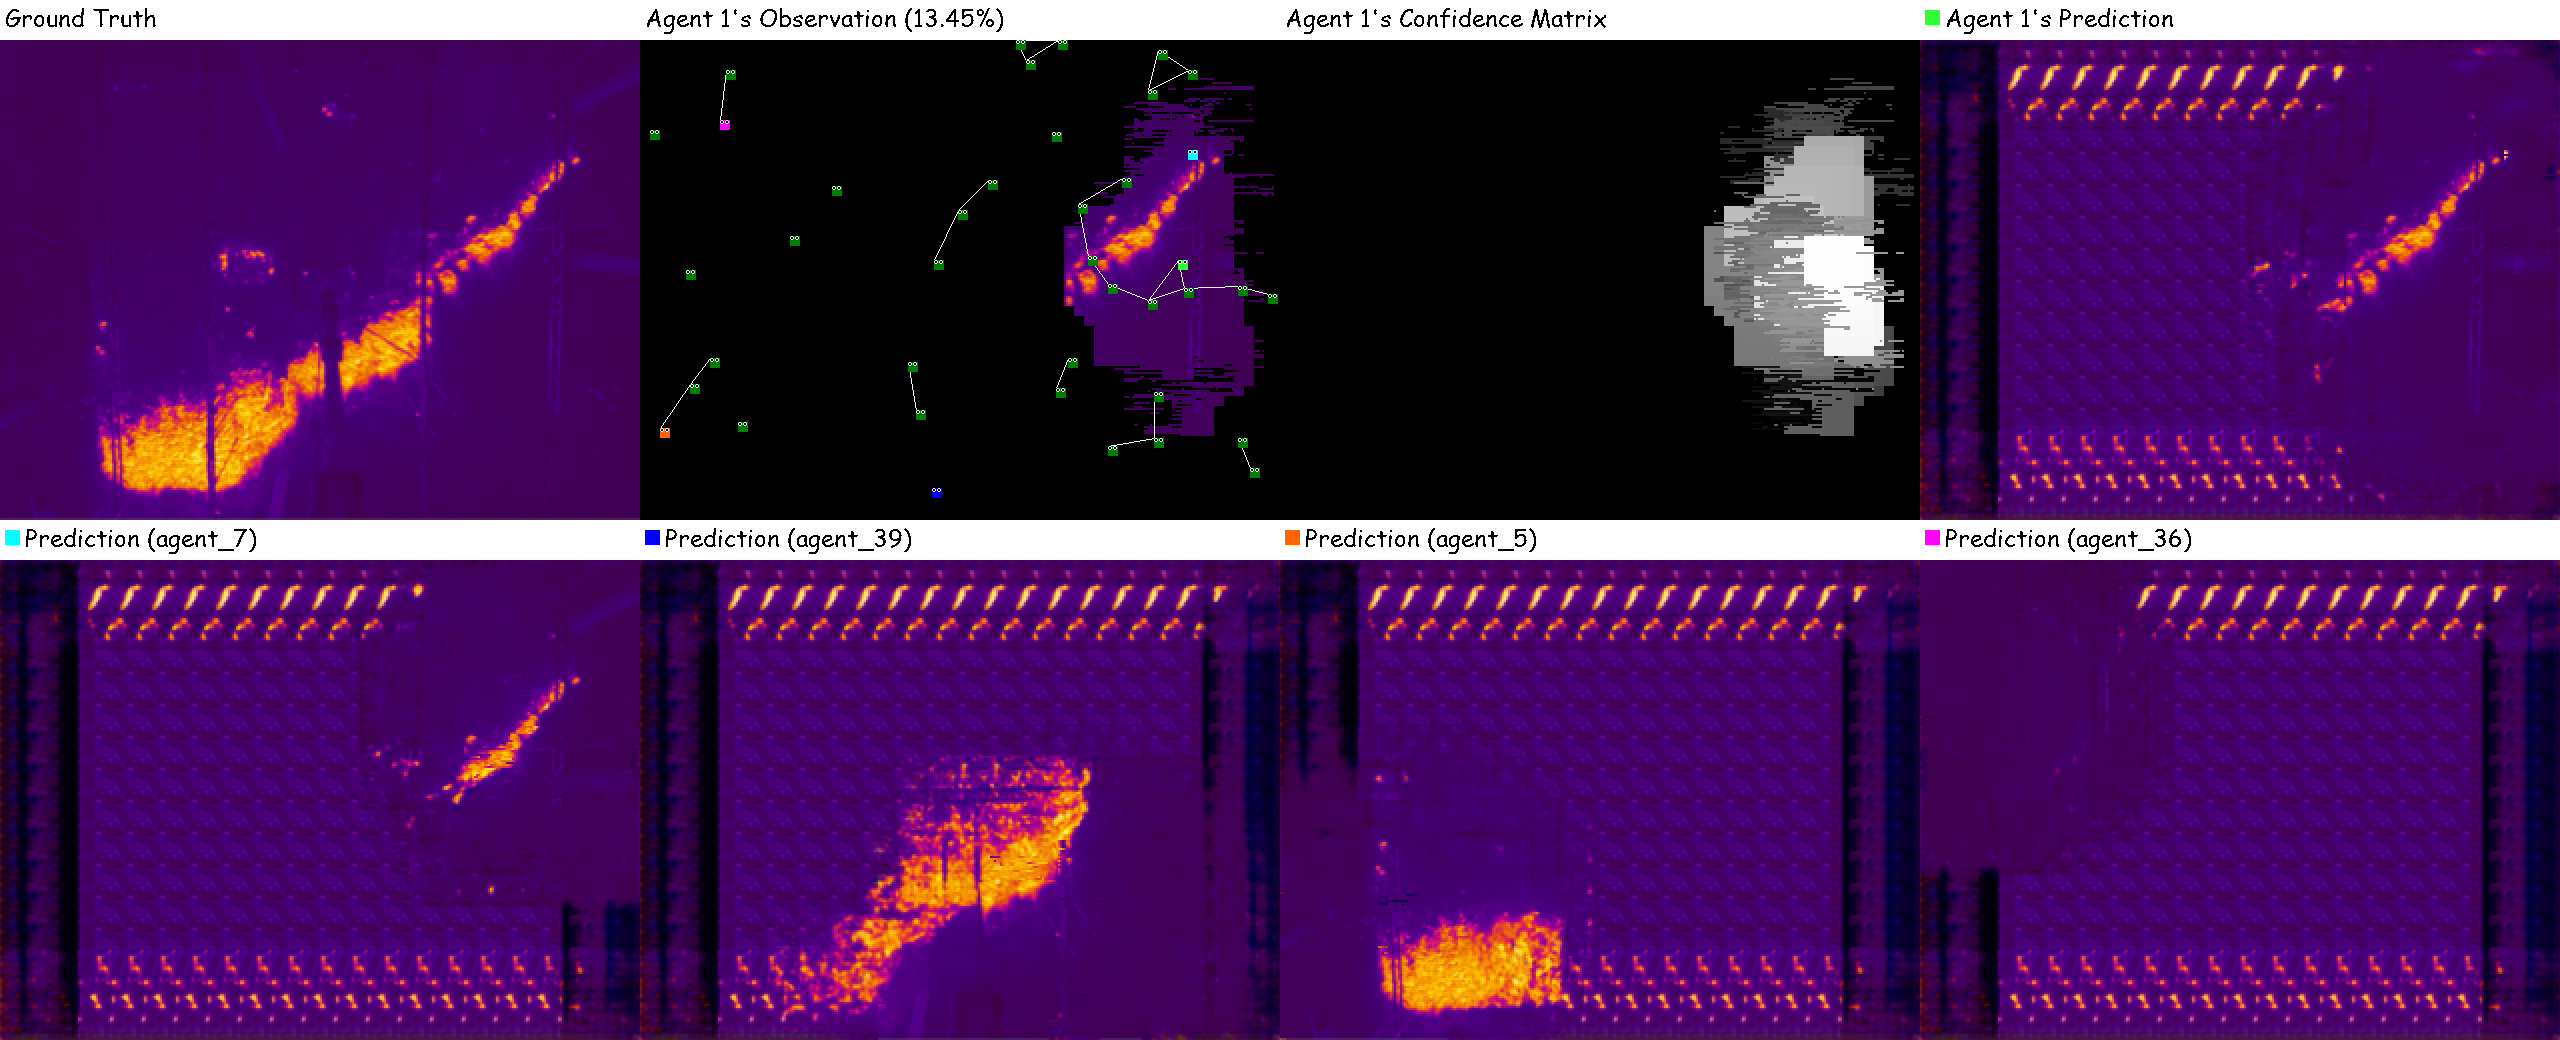 Ground Truth
Agent 1's Observation (13.45%)
Agent 1's Confidence Matrix
Agent 1's Prediction
Prediction (agent_7)
Prediction (agent_39)
Prediction (agent_5)
Prediction (agent_36)